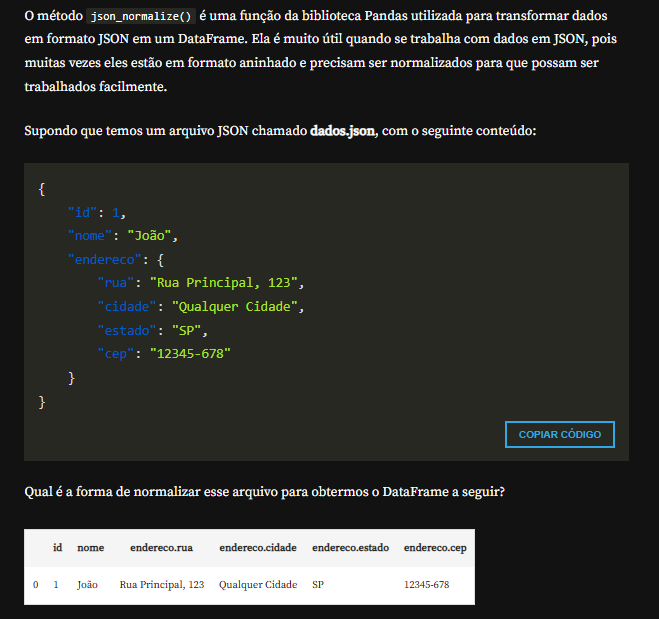 O método json_normalize() é uma função da biblioteca Pandas utilizada para transformar dados
em formato JSON em um DataFrame. Ela é muito útil quando se trabalha com dados em JSON, pois
muitas vezes eles estão em formato aninhado e precisam ser normalizados para que possam ser
trabalhados facilmente.
Supondo que temos um arquivo JSON chamado dados.json, com o seguinte conteúdo:
{
    "id": 1,
    "nome": "João",
    "endereco": {
        "rua": "Rua Principal, 123",
        "cidade": "Qualquer Cidade",
        "estado": "SP",
        "cep": "12345-678"
    }
}
COPIAR CÓDIGO
Qual é a forma de normalizar esse arquivo para obtermos o DataFrame a seguir?
id nome endereco.rua endereco.cidade endereco.estado endereco.cep
0 1 João Rua Principal, 123 Qualquer Cidade SP 12345-678